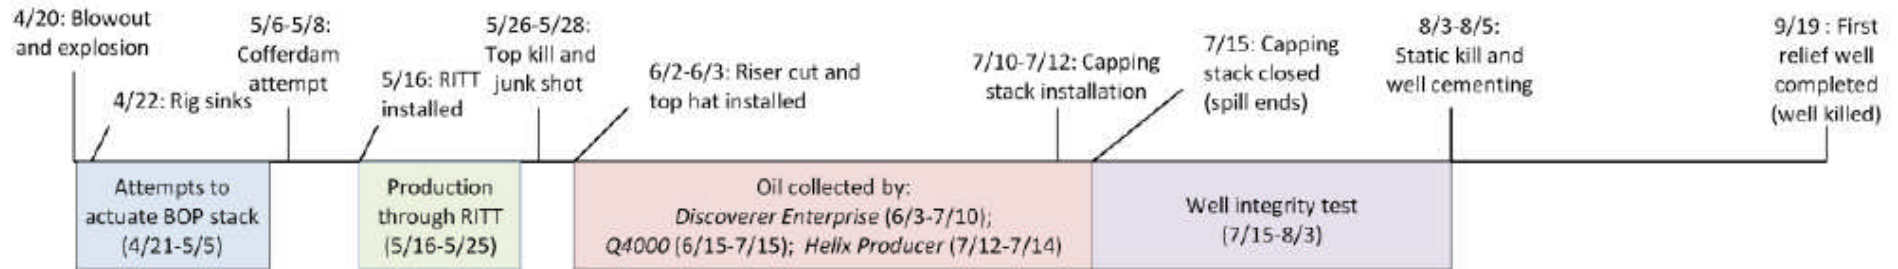 4/20: Blowout
and explosion
4/22: Rig sinks
5/6-5/8:
Cofferdam
attempt
5/16: RITT
installed
5/26-5/28:
Top kill and
junk shot
6/2-6/3: Riser cut and
top hat installed
7/10-7/12: Capping
stack installation
7/15: Capping
stack closed
(spill ends)
8/3-8/5:
Static kill and
well cementing
9/19 : First
relief well
completed
(well killed)
Attempts to
actuate BOP stack
(4/21-5/5)
Production
through RITT
(5/16-5/25)
Oil collected by:
Discoverer Enterprise (6/3-7/10);
Q4000 (6/15-7/15); Helix Producer (7/12-7/14)
Well integrity test
(7/15-8/3)